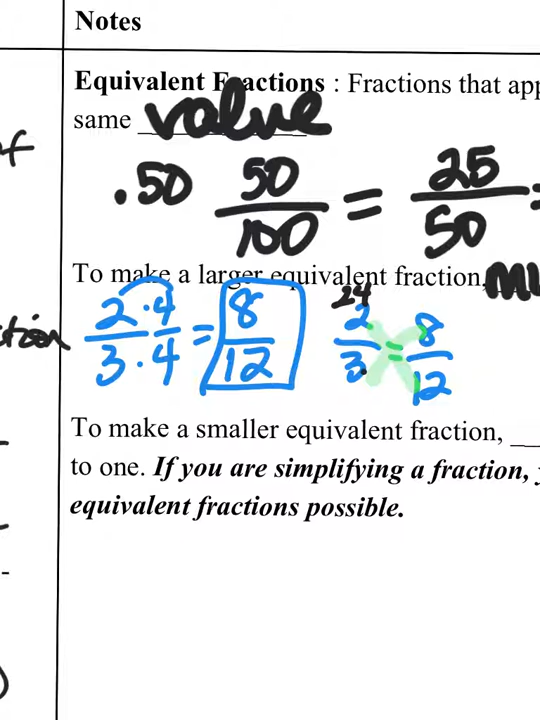 Notes
Equivalent Fractions : Fractions that app
same value
.50 50/100 = 25/50 =
To make a larger equivalent fraction, mu
2·4/3·4 = 8/12
24
2/3 = 8/12
To make a smaller equivalent fraction, __
to one. If you are simplifying a fraction, y
equivalent fractions possible.